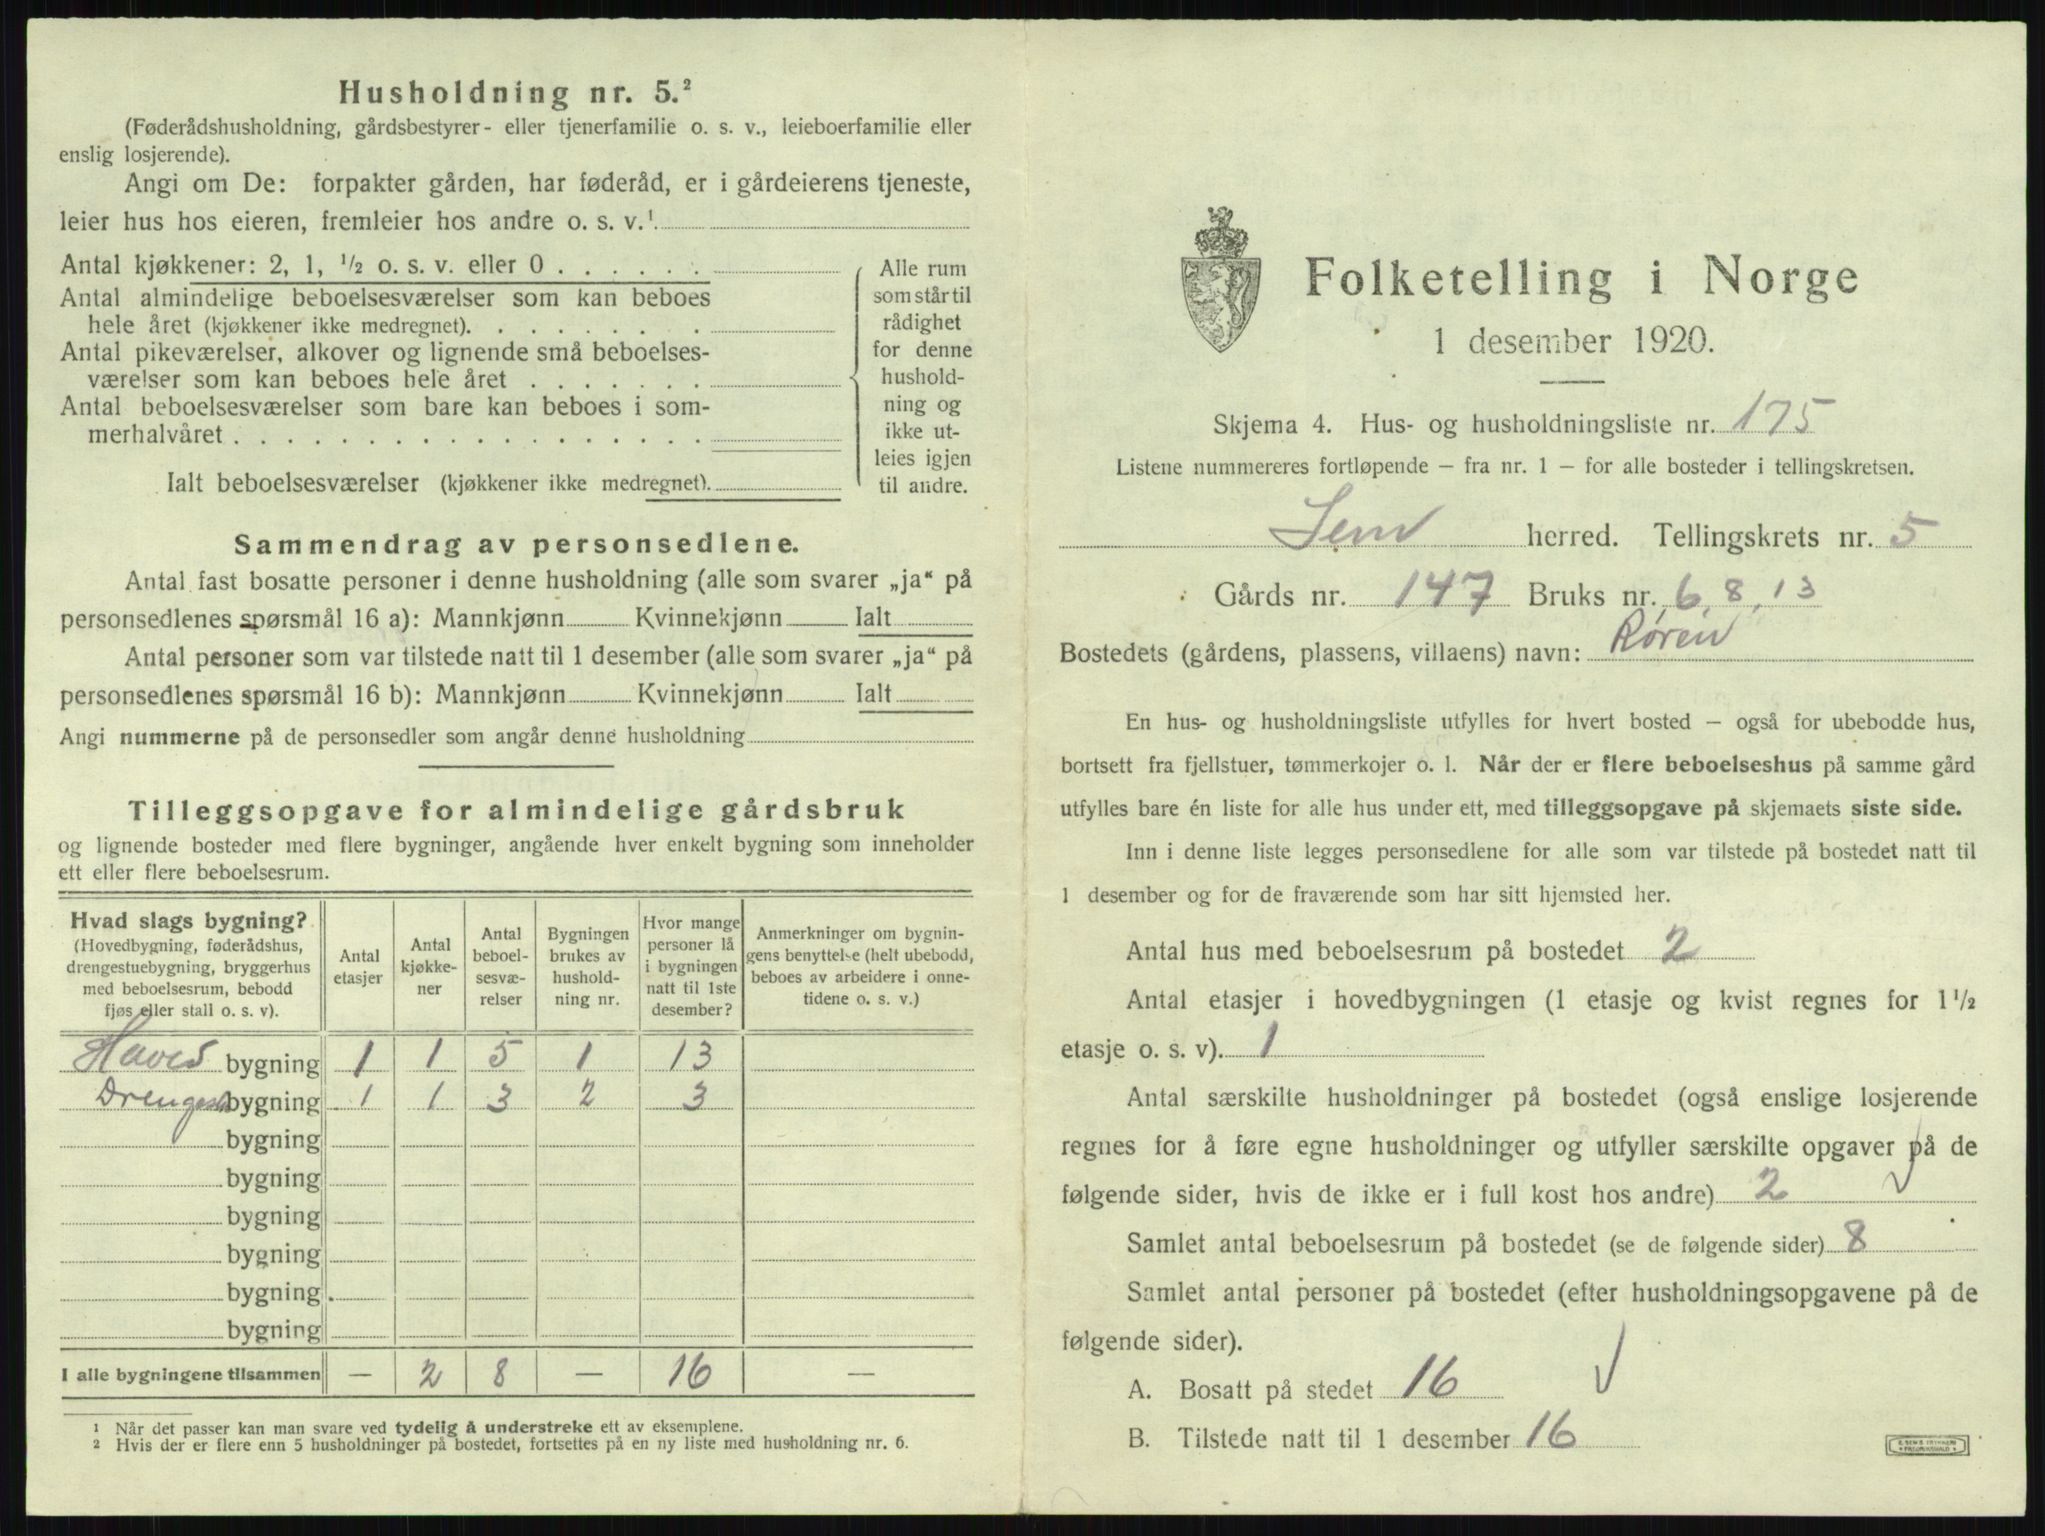 Husholdning nr. 5.²
(Føderådshusholdning, gårdsbestyrer- eller tjenerfamilie o. s. v., leieboerfamilie eller
enslig losjerende).
Angi om De: forpakter gården, har føderåd, er i gårdeierens tjeneste,
leier hus hos eieren, fremleier hos andre o. s. v.¹
Antal kjøkkener: 2, 1, ½ o. s. v. eller 0 . . . . . .
Antal almindelige beboelsesværelser som kan beboes
hele året (kjøkkener ikke medregnet). . . . . . . . .
Antal pikeværelser, alkover og lignende små beboelses-
værelser som kan beboes hele året . . . . . . .
Antal beboelsesværelser som bare kan beboes i som-
merhalvåret . . . . . . . . . . . . . . . . . .
Ialt beboelsesværelser (kjøkkener ikke medregnet).
Alle rum
som står til
rådighet
for denne
hushold-
ning og
ikke ut-
leies igjen
til andre.
Sammendrag av personsedlene.
Antal fast bosatte personer i denne husholdning (alle som svarer „ja“ på
personsedlenes spørsmål 16 a): Mannkjønn Kvinnekjønn Ialt
Antal personer som var tilstede natt til 1 desember (alle som svarer „ja“ på
personsedlenes spørsmål 16 b): Mannkjønn Kvinnekjønn Ialt
Angi nummerne på de personsedler som angår denne husholdning
Tilleggsopgave for almindelige gårdsbruk
og lignende bosteder med flere bygninger, angående hver enkelt bygning som inneholder
ett eller flere beboelsesrum.
Hvad slags bygning?
(Hovedbygning, føderådshus,
drengestuebygning, bryggerhus
med beboelsesrum, bebodd
fjøs eller stall o. s. v).
Antal
etasjer
Antal
kjøkke-
ner
Antal
beboel-
sesvæ-
relser
Bygningen
brukes av
hushold-
ning nr.
Hvor mange
personer lå
i bygningen
natt til 1ste
desember?
Anmerkninger om bygnin-
gens benyttelse (helt ubebodd,
beboes av arbeidere i onne-
tidene o. s. v.)
Hoved bygning 1 1 5 1 13
bygning 1 1 3 2 3
bygning
bygning
bygning
bygning
bygning
bygning
I alle bygningene tilsammen — 2 8 — 16 —
¹ Når det passer kan man svare ved tydelig å understreke ett av eksemplene.
² Hvis der er flere enn 5 husholdninger på bostedet, fortsettes på en ny liste med husholdning nr. 6.
Folketelling i Norge
1 desember 1920.
Skjema 4. Hus- og husholdningsliste nr. 175
Listene nummereres fortløpende — fra nr. 1 — for alle bosteder i tellingskretsen.
Sem herred. Tellingskrets nr. 5
Gårds nr. 147 Bruks nr. 6, 8, 13
Bostedets (gårdens, plassens, villaens) navn: Røren
En hus- og husholdningsliste utfylles for hvert bosted — også for ubebodde hus,
bortsett fra fjellstuer, tømmerkojer o. l. Når der er flere beboelseshus på samme gård
utfylles bare én liste for alle hus under ett, med tilleggsopgave på skjemaets siste side.
Inn i denne liste legges personsedlene for alle som var tilstede på bostedet natt til
1 desember og for de fraværende som har sitt hjemsted her.
Antal hus med beboelsesrum på bostedet 2
Antal etasjer i hovedbygningen (1 etasje og kvist regnes for 1½
etasje o. s. v). 1
Antal særskilte husholdninger på bostedet (også enslige losjerende
regnes for å føre egne husholdninger og utfyller særskilte opgaver på de
følgende sider, hvis de ikke er i full kost hos andre) 2
Samlet antal beboelsesrum på bostedet (se de følgende sider) 8
Samlet antal personer på bostedet (efter husholdningsopgavene på de
følgende sider).
A. Bosatt på stedet 16
B. Tilstede natt til 1 desember 16